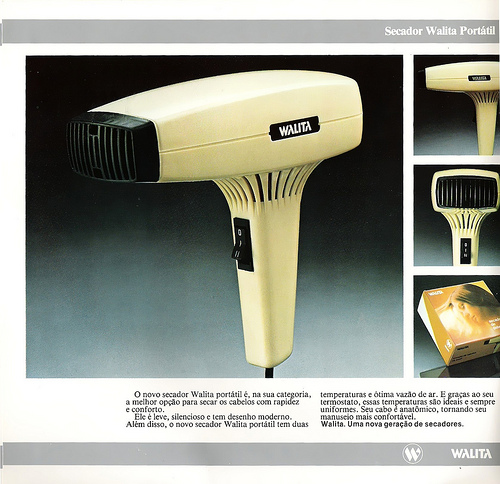 Secador Walita Portátil
WALITA
WALITA
O novo secador Walita portátil é, na sua categoria,
a melhor opção para secar os cabelos com rapidez
e conforto.
Ele é leve, silencioso e tem desenho moderno.
Além disso, o novo secador Walita portátil tem duas
temperaturas e ótima vazão de ar. E graças ao seu
termostato, essas temperaturas são ideais e sempre
uniformes. Seu cabo é anatômico, tornando seu
manuseio mais confortável.
Walita. Uma nova geração de secadores.
W WALITA